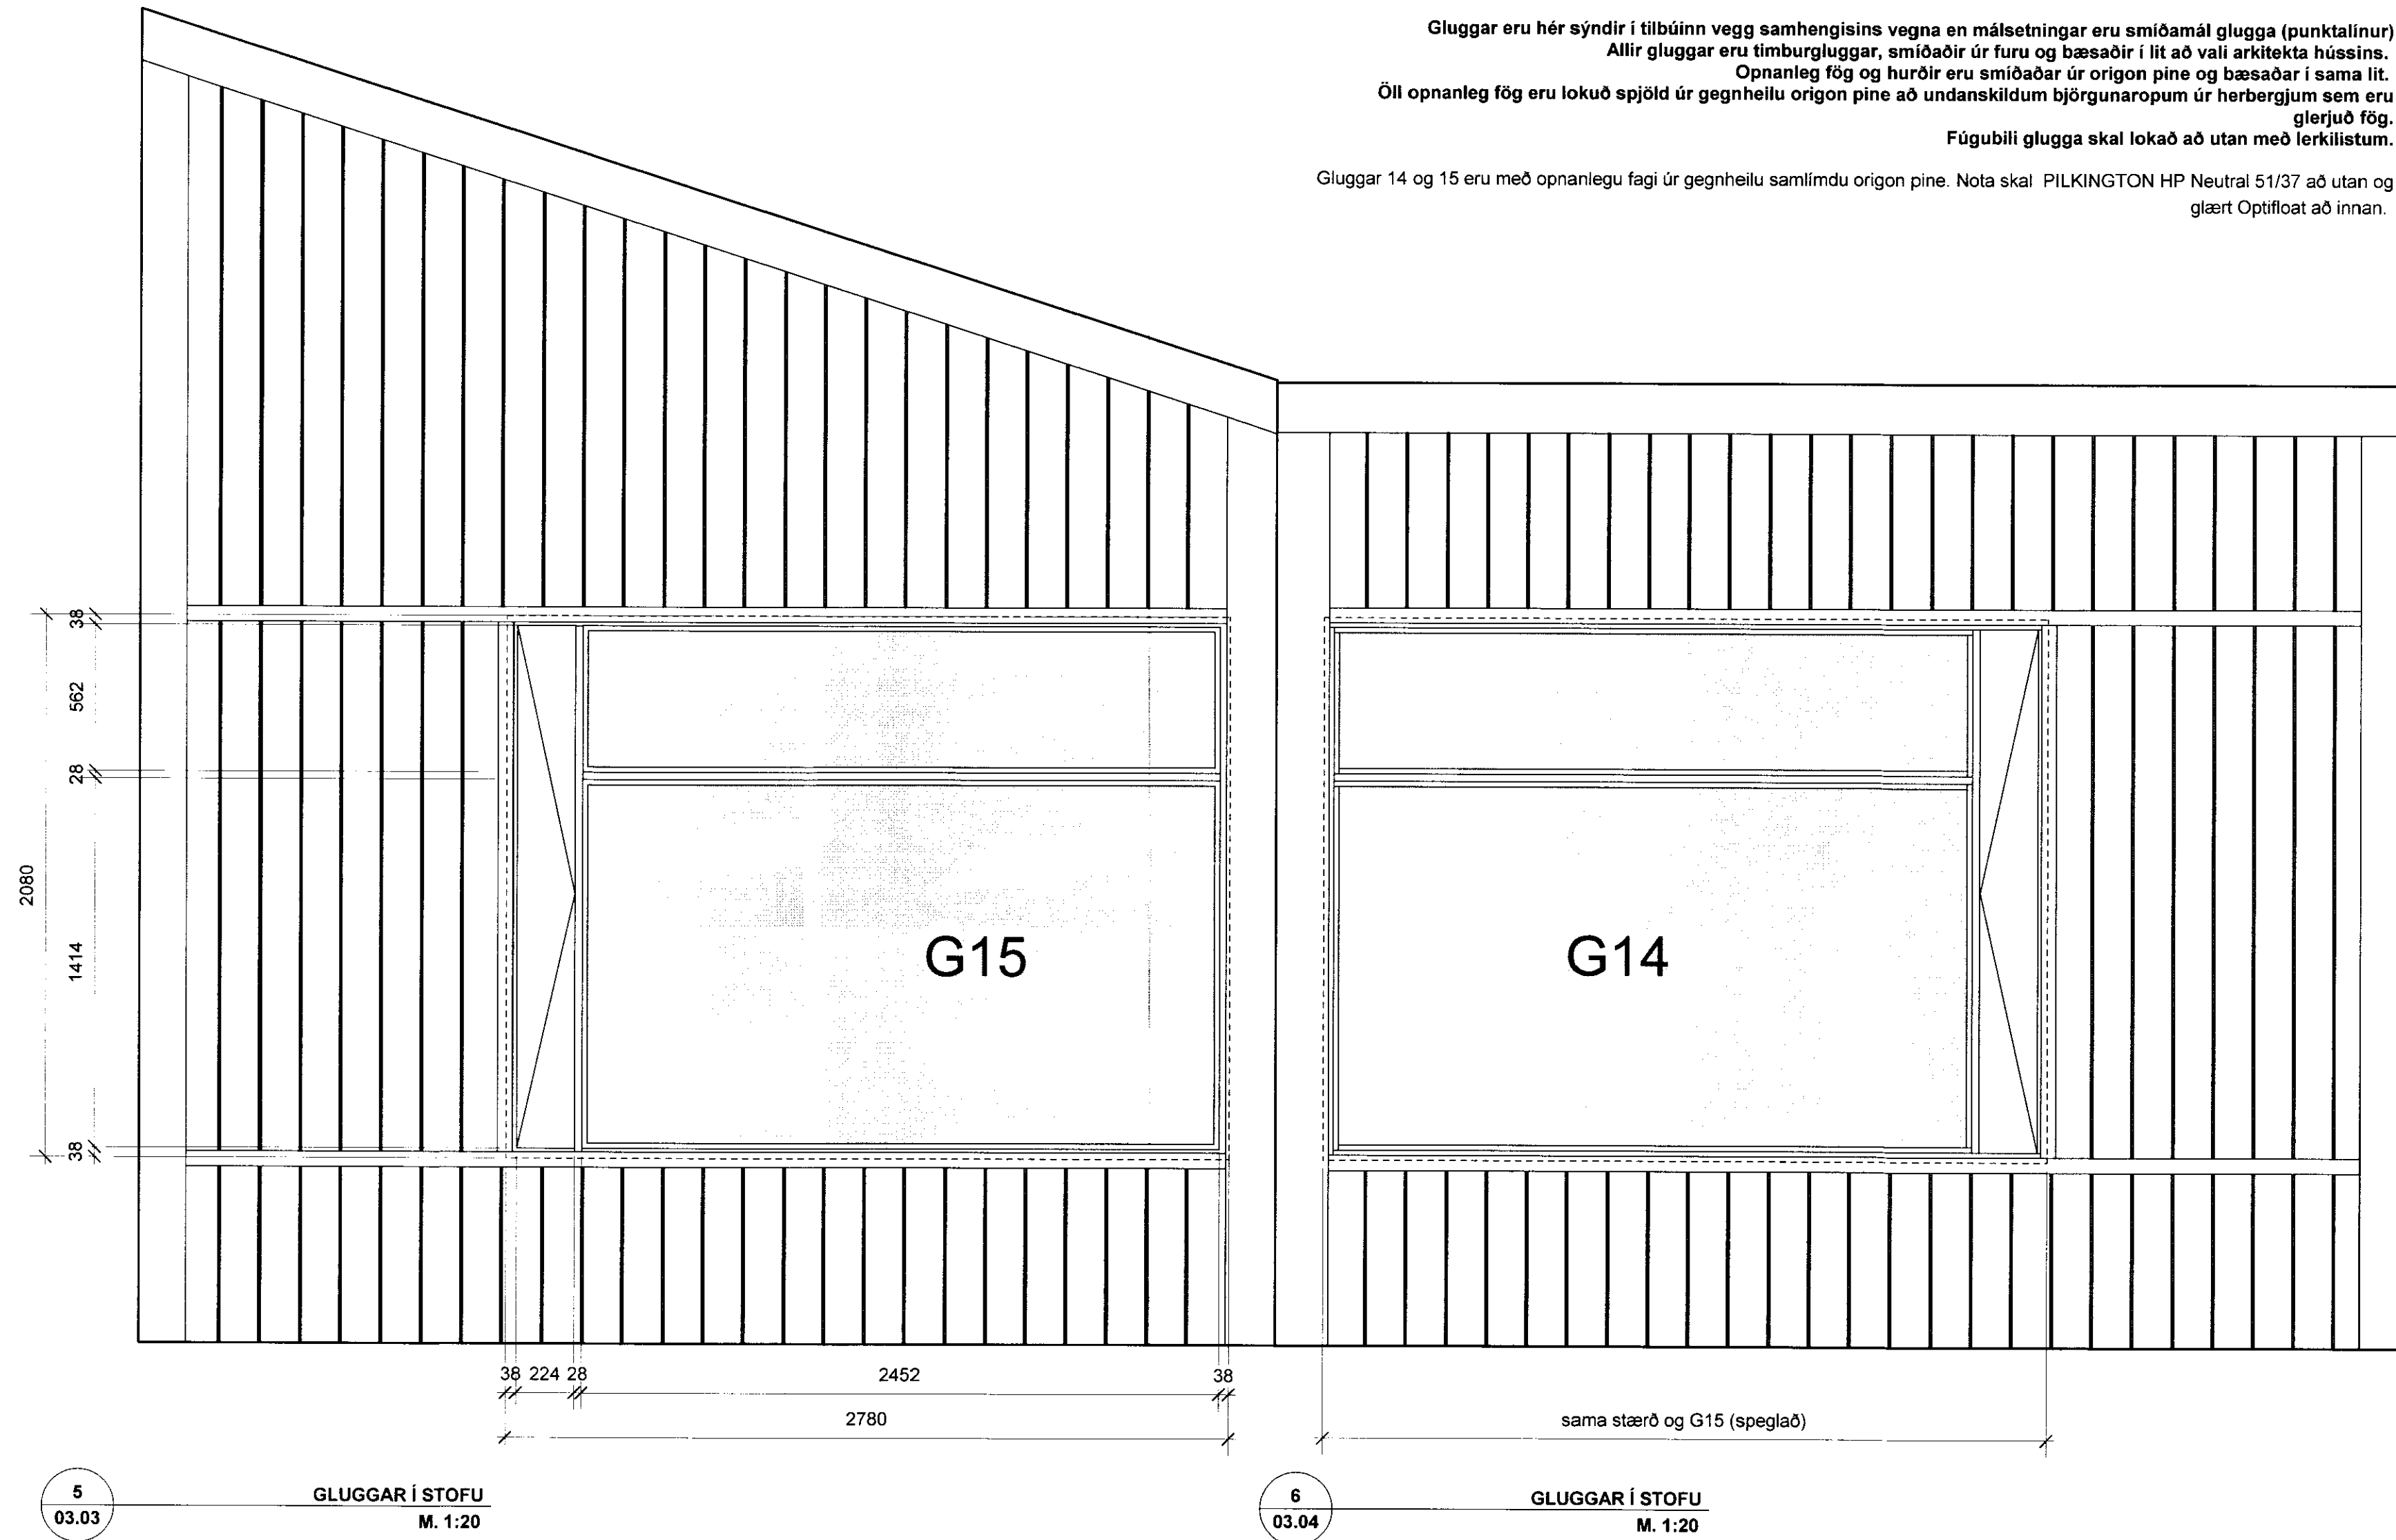 Gluggar eru hér sýndir í tilbúinn vegg samhengisins vegna en málsetningar eru smíðamál glugga (punktalínur)
Allir gluggar eru timburgluggar, smíðaðir úr furu og bæsaðir í lit að vali arkitekta hússins.
Opnanleg fög og hurðir eru smíðaðar úr origon pine og bæsaðar í sama lit.
Öll opnanleg fög eru lokuð spjöld úr gegnheilu origon pine að undanskildum björgunaropum úr herbergjum sem eru
glerjuð fög.
Fúgubili glugga skal lokað að utan með lerkilistum.
Gluggar 14 og 15 eru með opnanlegu fagi úr gegnheilu samlímdu origon pine. Nota skal PILKINGTON HP Neutral 51/37 að utan og
glært Optifloat að innan.
38
562
28
2080
1414
38
G15
G14
38 224 28 2452 38
2780
sama stærð og G15 (speglað)
5
03.03
GLUGGAR Í STOFU
M. 1:20
6
03.04
GLUGGAR Í STOFU
M. 1:20